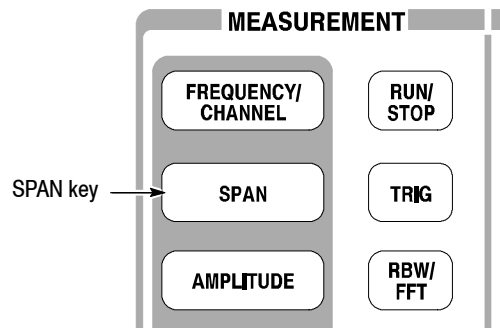 MEASUREMENT
FREQUENCY/
CHANNEL
RUN/
STOP
SPAN key
SPAN
TRIG
AMPLITUDE
RBW/
FFT